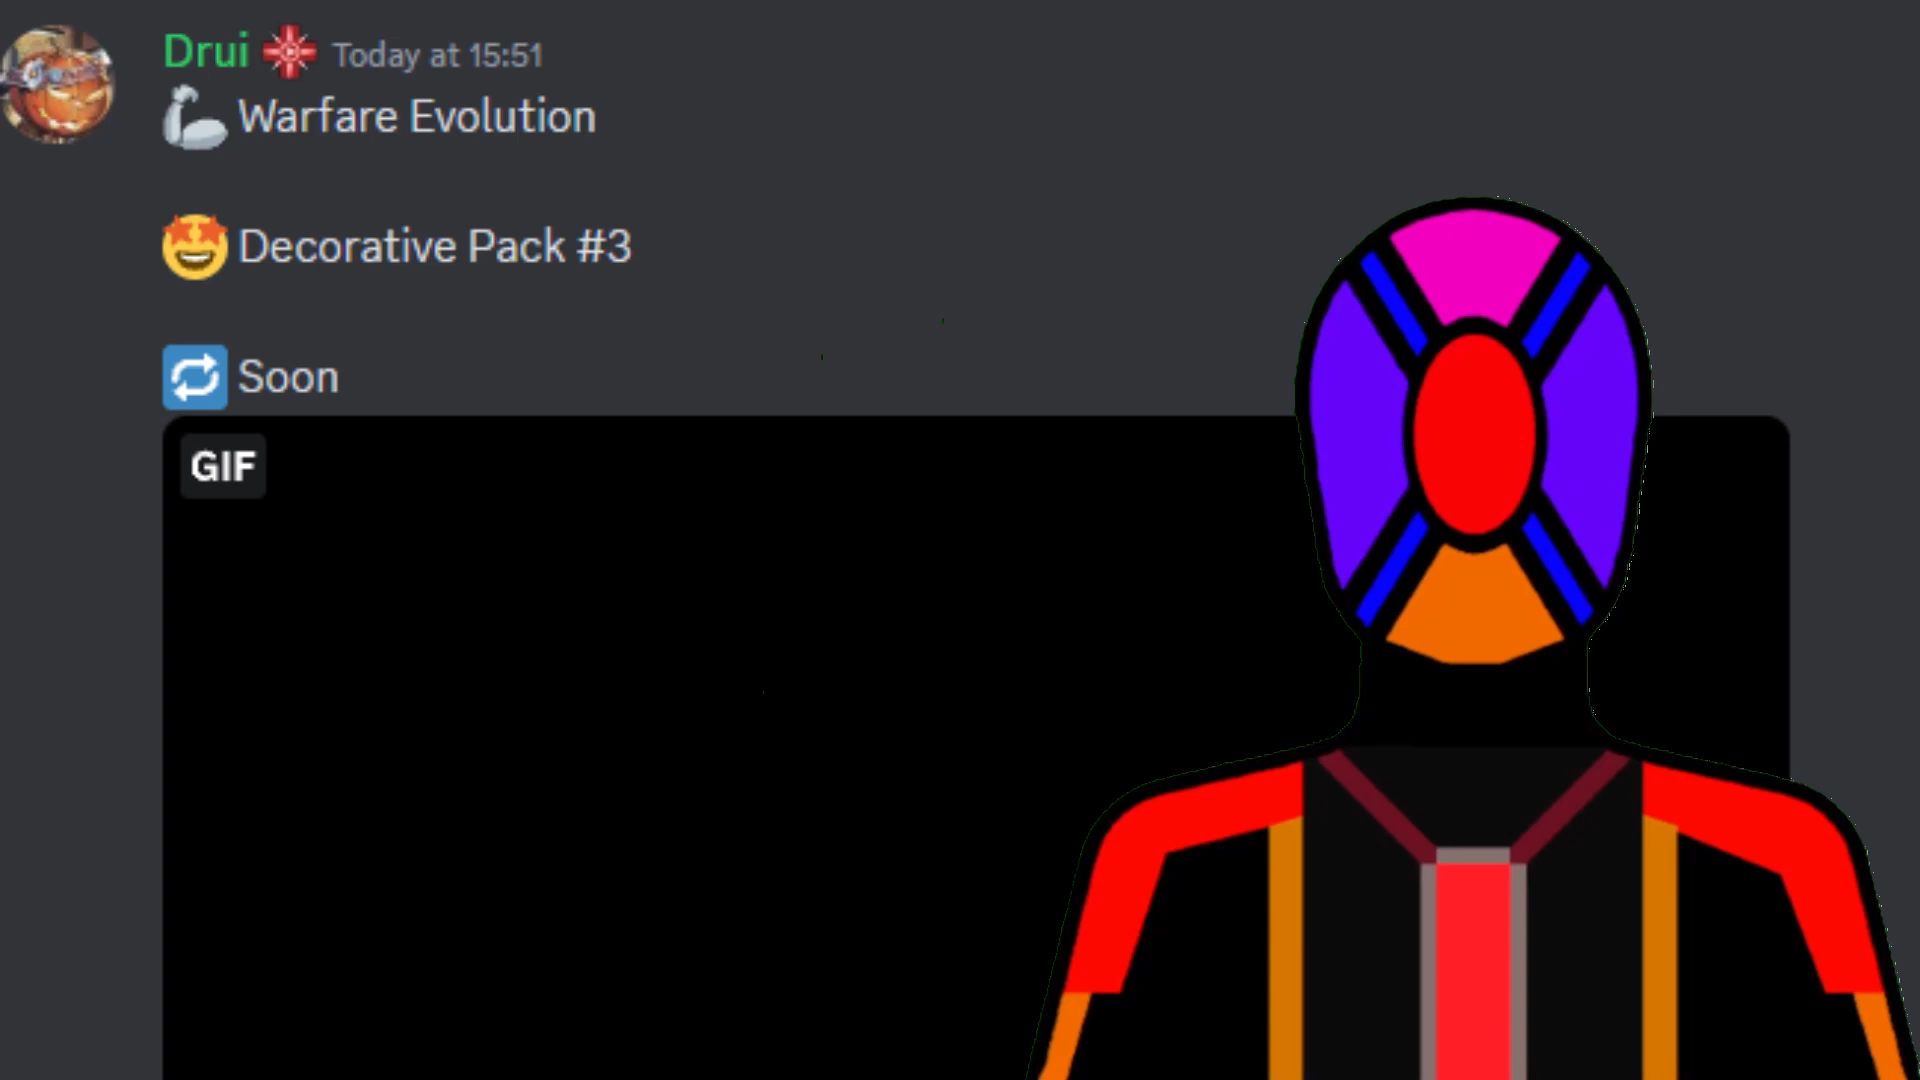 Drui Today at 15:51
Warfare Evolution
Decorative Pack #3
Soon
GIF